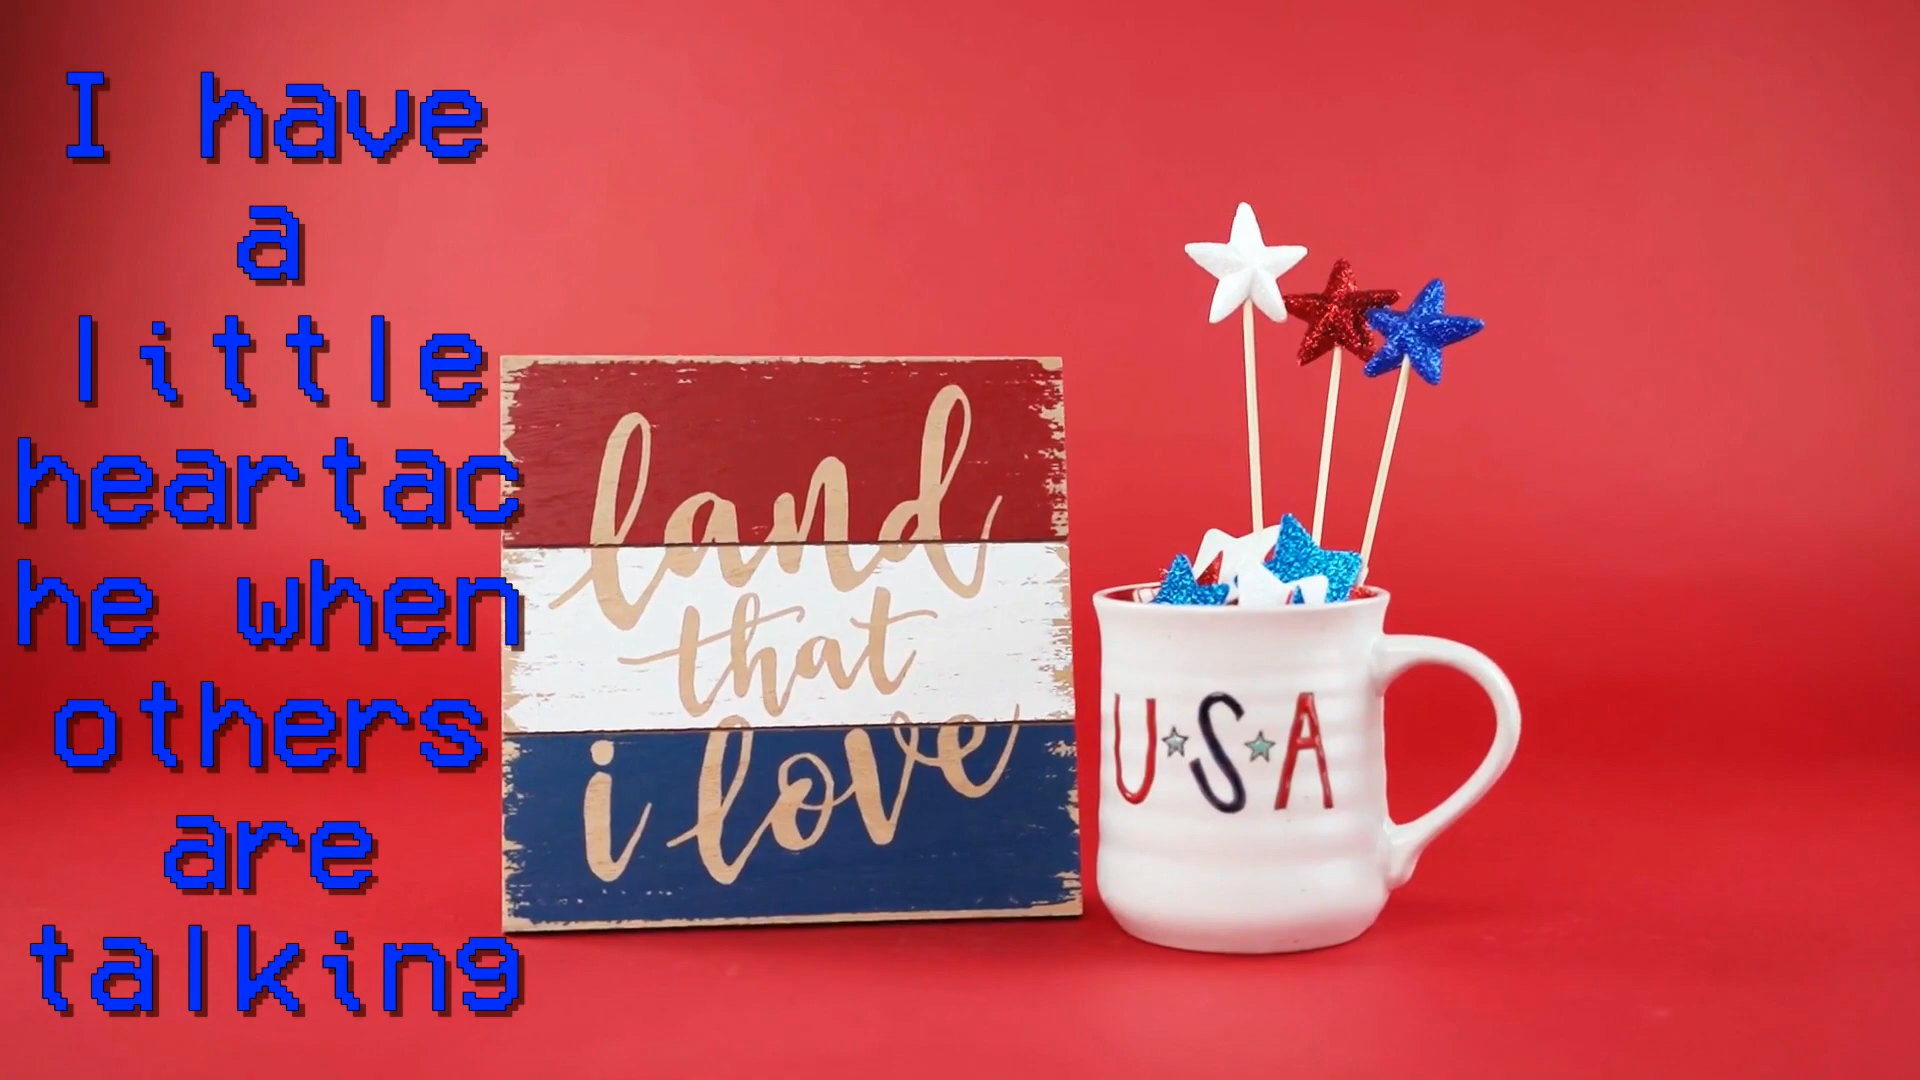 I have
a
little
heartac
he when
others
are
talking
land
that
i love
U★S★A